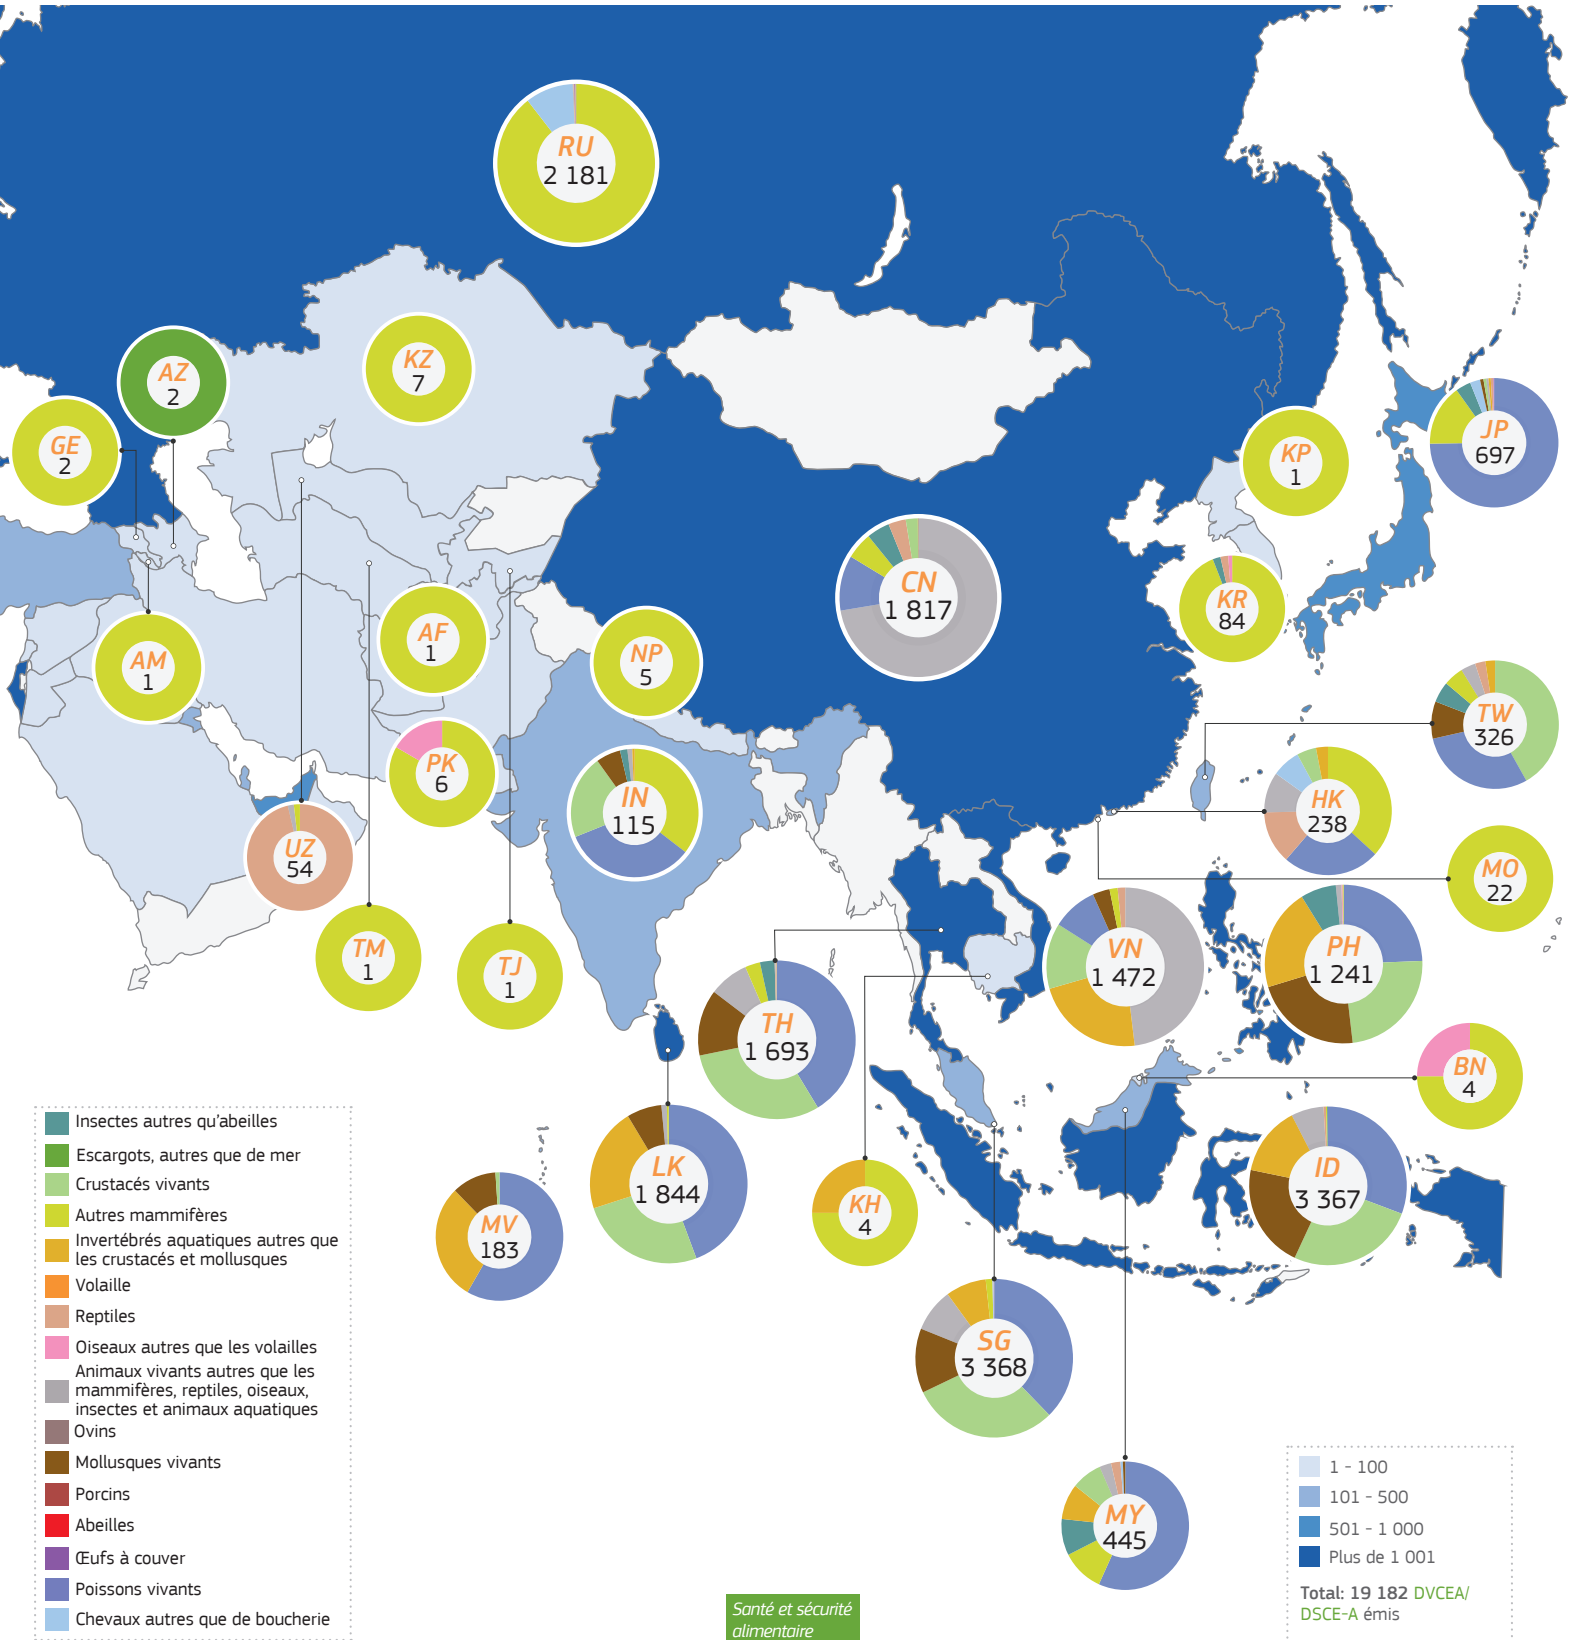 RU
2 181
AZ
2
KZ
7
GE
2
JP
697
KP
1
CN
1 817
KR
84
AF
1
NP
5
AM
1
TW
326
PK
6
IN
115
HK
238
UZ
54
MO
22
TM
1
TJ
1
VN
1 472
PH
1 241
TH
1 693
BN
4
LK
1 844
MV
183
KH
4
ID
3 367
SG
3 368
MY
445
Insectes autres qu'abeilles
Escargots, autres que de mer
Crustacés vivants
Autres mammifères
Invertébrés aquatiques autres que
les crustacés et mollusques
Volaille
Reptiles
Oiseaux autres que les volailles
Animaux vivants autres que les
mammifères, reptiles, oiseaux,
insectes et animaux aquatiques
Ovins
Mollusques vivants
Porcins
Abeilles
Œufs à couver
Poissons vivants
Chevaux autres que de boucherie
1 - 100
101 - 500
501 - 1 000
Plus de 1 001
Total: 19 182 DVCEA/
DSCE-A émis
Santé et sécurité
alimentaire